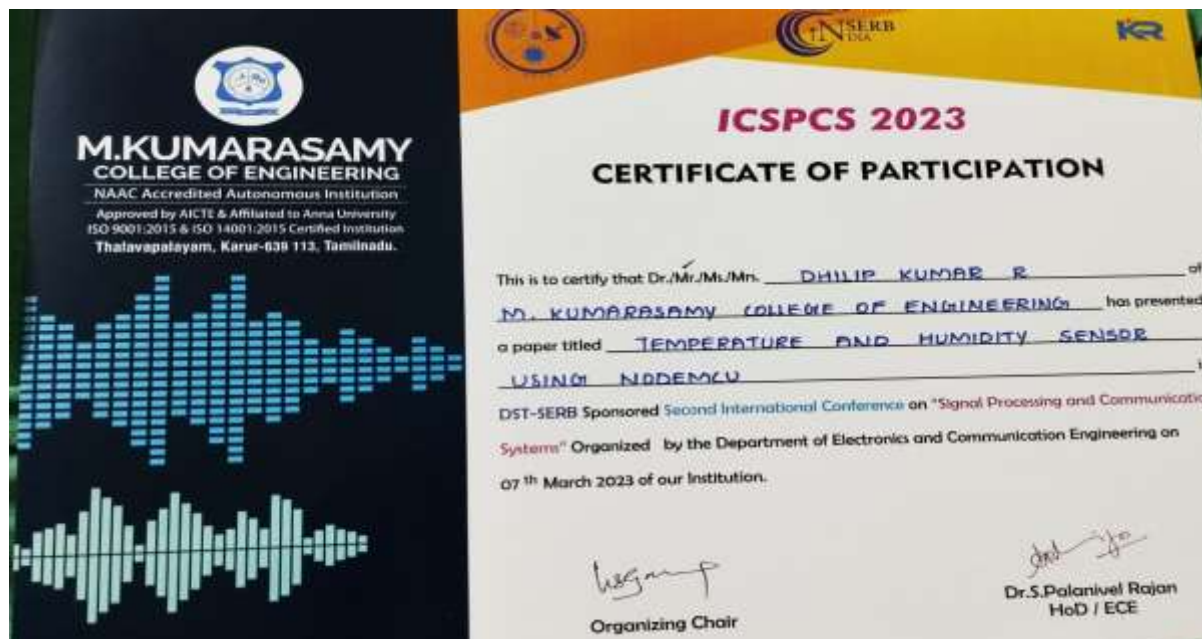 M.KUMARASAMY
COLLEGE OF ENGINEERING
NAAC Accredited Autonomous Institution
Approved by AICTE & Affiliated to Anna University
ISO 9001:2015 & ISO 14001:2015 Certified Institution
Thalavapalayam, Karur-639 113, Tamilnadu.
SERB
INDIA
KR
ICSPCS 2023
CERTIFICATE OF PARTICIPATION
This is to certify that Dr./Mr./Ms./Mn. DHILIP KUMAR R of
M. KUMARASAMY COLLEGE OF ENGINEERING has presented
a paper titled TEMPERATURE AND HUMIDITY SENSOR
USING NODEMCU
DST-SERB Sponsored Second International Conference on "Signal Processing and Communicatio
Systems" Organized by the Department of Electronics and Communication Engineering on
07 th March 2023 of our Institution.
Organizing Chair
Dr.S.Palanivel Rajan
HoD / ECE